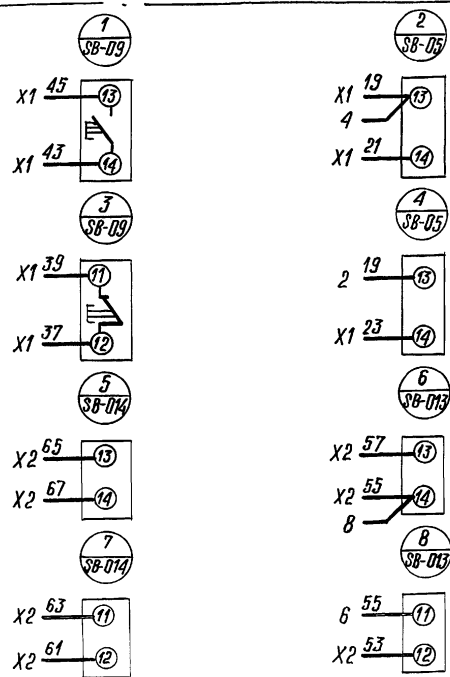 1
SB-09
X1 45 13
X1 43 14
2
SB-05
X1 19 13
4
X1 21 14
3
SB-09
X1 39 11
X1 37 12
4
SB-05
2 19 13
X1 23 14
5
SB-014
X2 65 13
X2 67 14
6
SB-013
X2 57 13
X2 55 14
8
7
SB-014
X2 63 11
X2 61 12
8
SB-013
6 55 11
X2 53 12